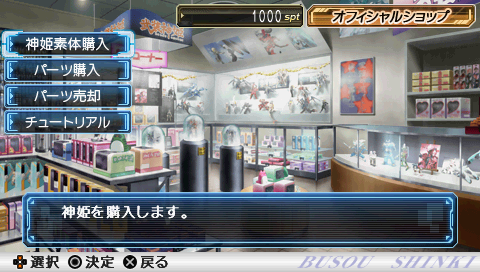 1000 spt
オフィシャルショップ
神姫素体購入
パーツ購入
パーツ売却
チュートリアル
神姫を購入します。
選択 決定 戻る
BUSOU SHINKI